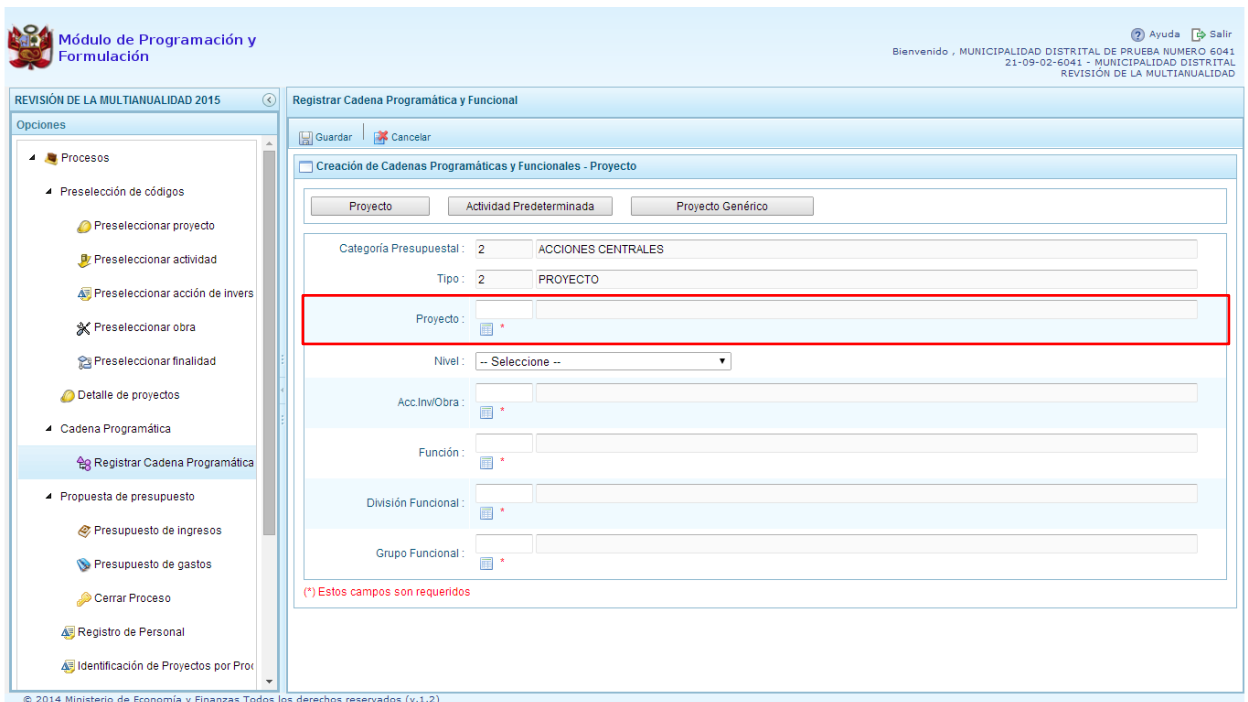 Módulo de Programación y
Formulación
Ayuda Salir
Bienvenido , MUNICIPALIDAD DISTRITAL DE PRUEBA NUMERO 6041
21-09-02-6041 - MUNICIPALIDAD DISTRITAL
REVISIÓN DE LA MULTIANUALIDAD
REVISIÓN DE LA MULTIANUALIDAD 2015
Opciones
Procesos
Preselección de códigos
Preseleccionar proyecto
Preseleccionar actividad
Preseleccionar acción de invers
Preseleccionar obra
Preseleccionar finalidad
Detalle de proyectos
Cadena Programática
Registrar Cadena Programática
Propuesta de presupuesto
Presupuesto de ingresos
Presupuesto de gastos
Cerrar Proceso
Registro de Personal
Identificación de Proyectos por Proc
Registrar Cadena Programática y Funcional
Guardar Cancelar
Creación de Cadenas Programáticas y Funcionales - Proyecto
Proyecto Actividad Predeterminada Proyecto Genérico
Categoría Presupuestal : 2 ACCIONES CENTRALES
Tipo : 2 PROYECTO
Proyecto :
*
Nivel : -- Seleccione --
Acc.Inv/Obra :
*
Función :
*
División Funcional :
*
Grupo Funcional :
*
(*) Estos campos son requeridos
© 2014 Ministerio de Economía y Finanzas Todos los derechos reservados (v.1.2)